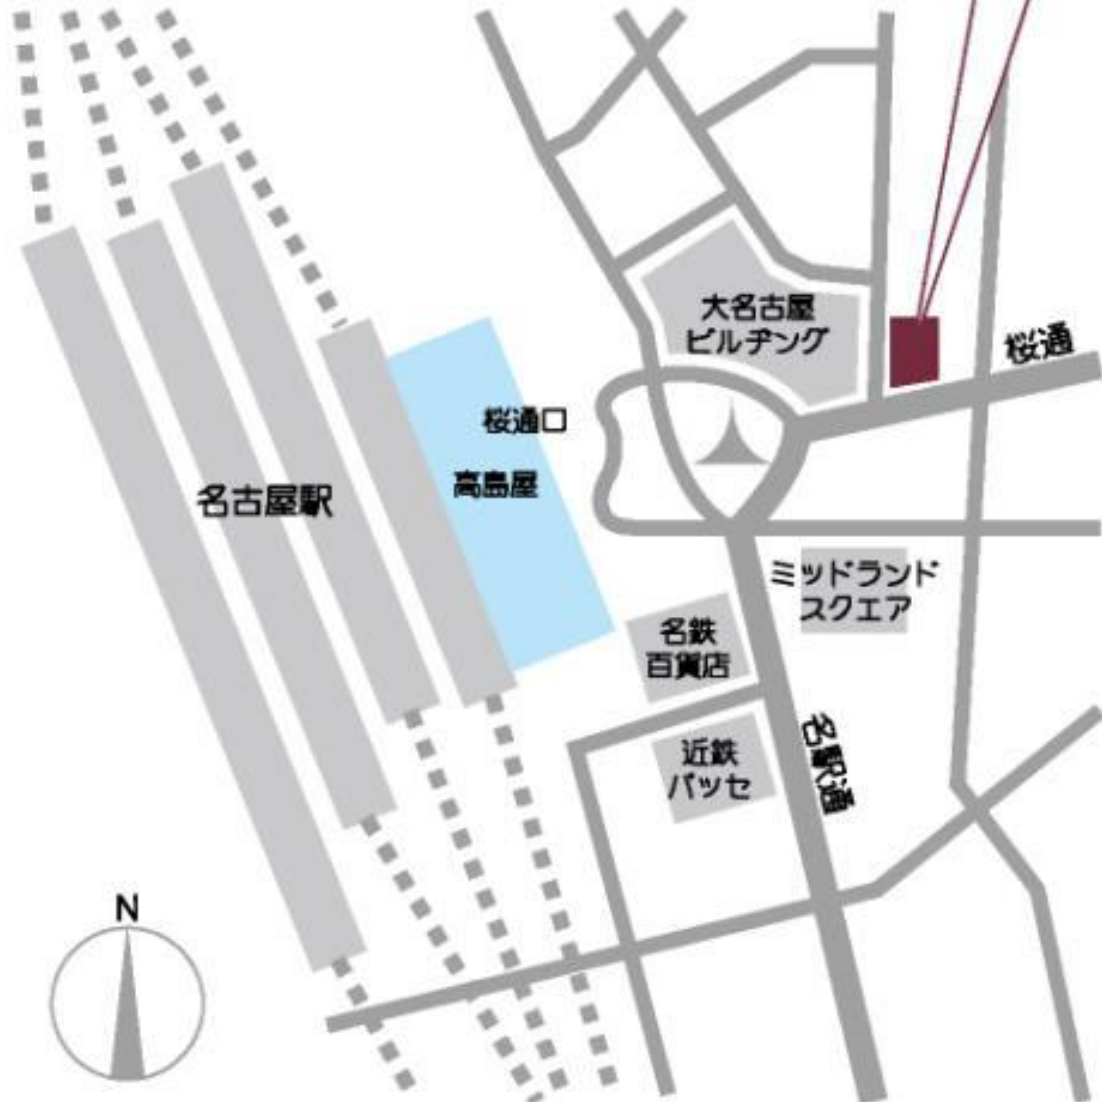 大名古屋
ビルヂング
桜通
桜通口
高島屋
名古屋駅
ミッドランド
スクエア
名鉄
百貨店
近鉄
パッセ
名駅通
N